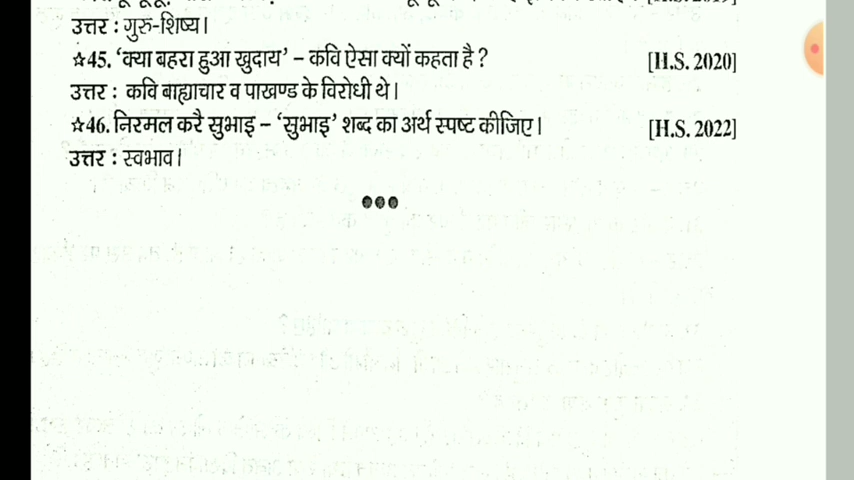 [H.S. 2019]
उत्तर : गुरु-शिष्य।
☆45. ‘क्या बहरा हुआ खुदाय’ – कवि ऐसा क्यों कहता है ? [H.S. 2020]
उत्तर : कवि बाह्याचार व पाखण्ड के विरोधी थे।
☆46. निरमल करै सुभाइ – ‘सुभाइ’ शब्द का अर्थ स्पष्ट कीजिए। [H.S. 2022]
उत्तर : स्वभाव।